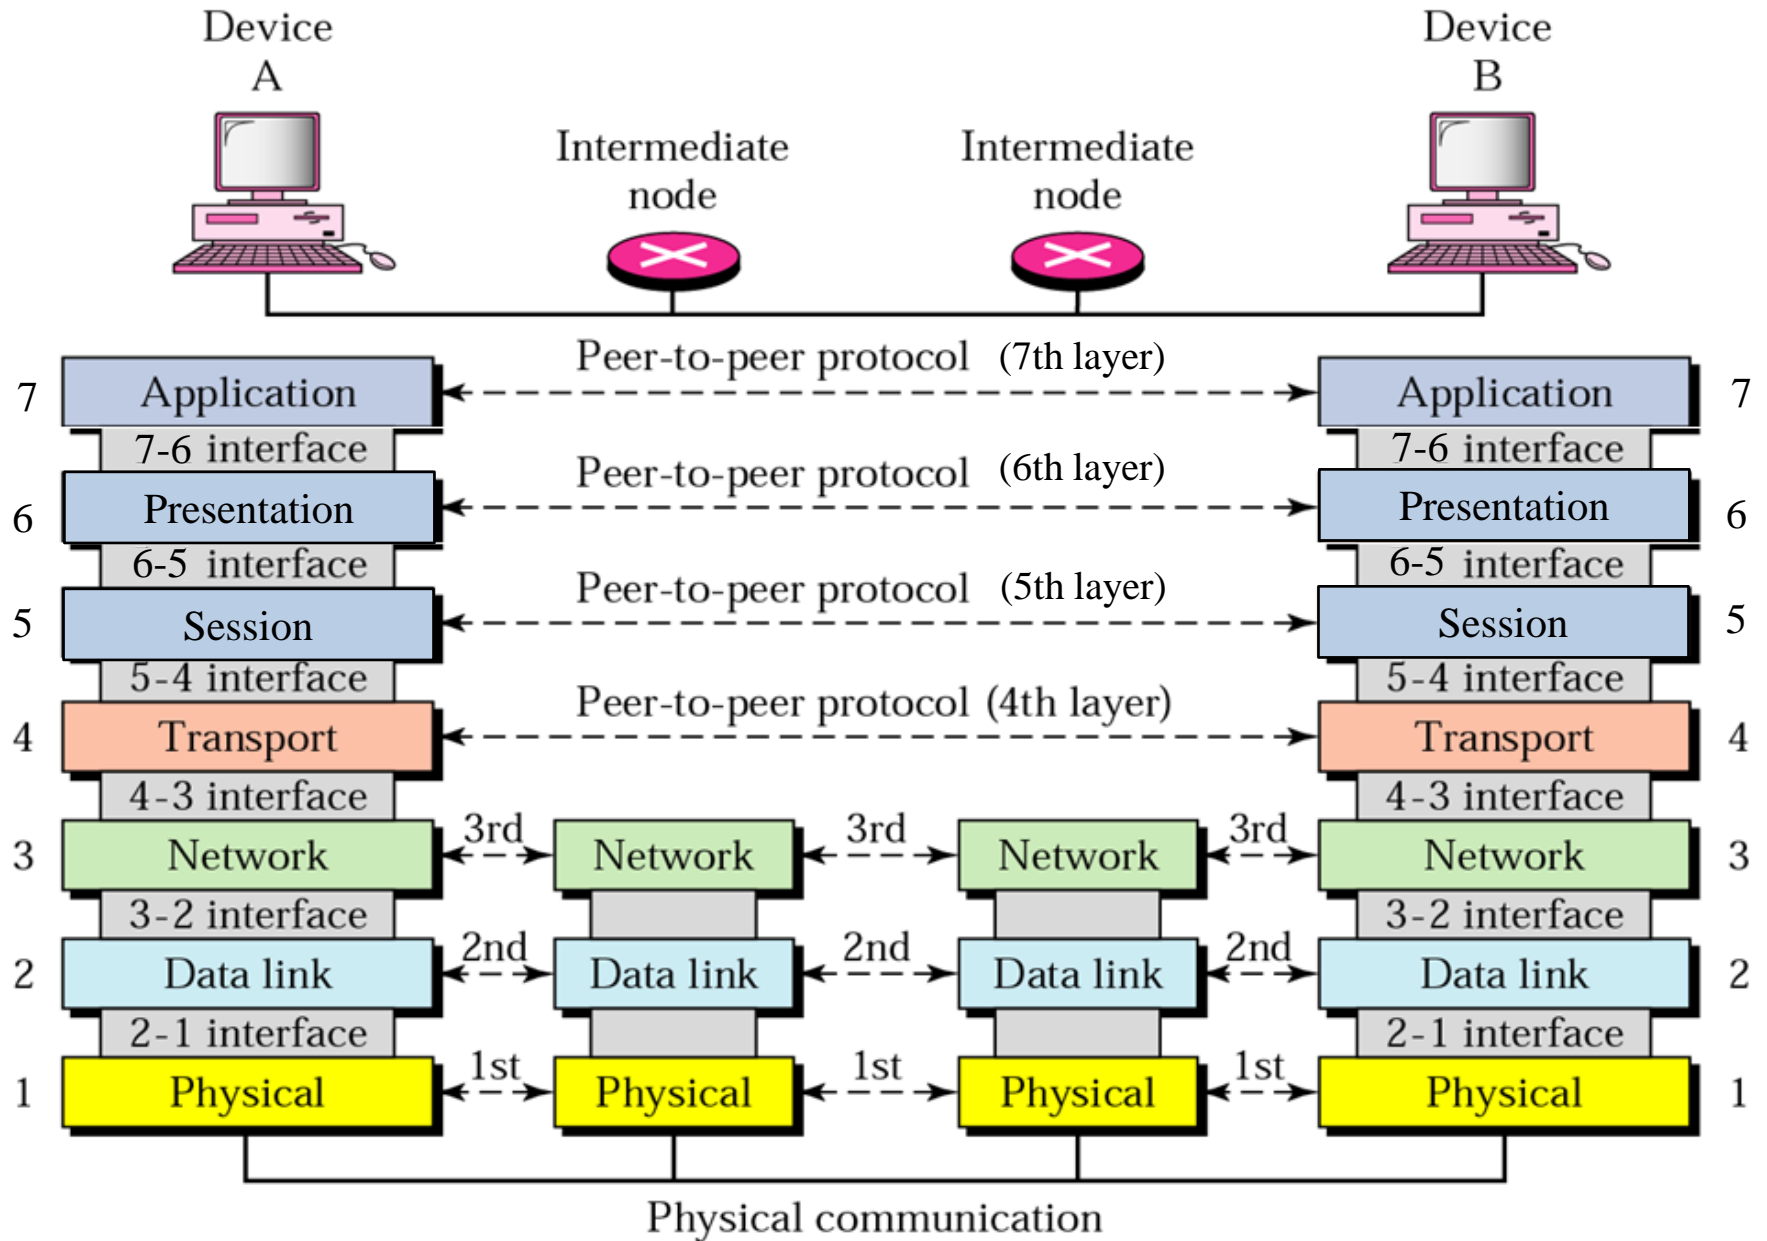 Device
A
Device
B
Intermediate
node
Intermediate
node
Peer-to-peer protocol (7th layer)
7 Application Application 7
7-6 interface 7-6 interface
Peer-to-peer protocol (6th layer)
6 Presentation Presentation 6
6-5 interface 6-5 interface
Peer-to-peer protocol (5th layer)
5 Session Session 5
5-4 interface 5-4 interface
Peer-to-peer protocol (4th layer)
4 Transport Transport 4
4-3 interface 4-3 interface
3rd 3rd 3rd
3 Network Network Network Network 3
3-2 interface 3-2 interface
2nd 2nd 2nd
2 Data link Data link Data link Data link 2
2-1 interface 2-1 interface
1st 1st 1st
1 Physical Physical Physical Physical 1
Physical communication